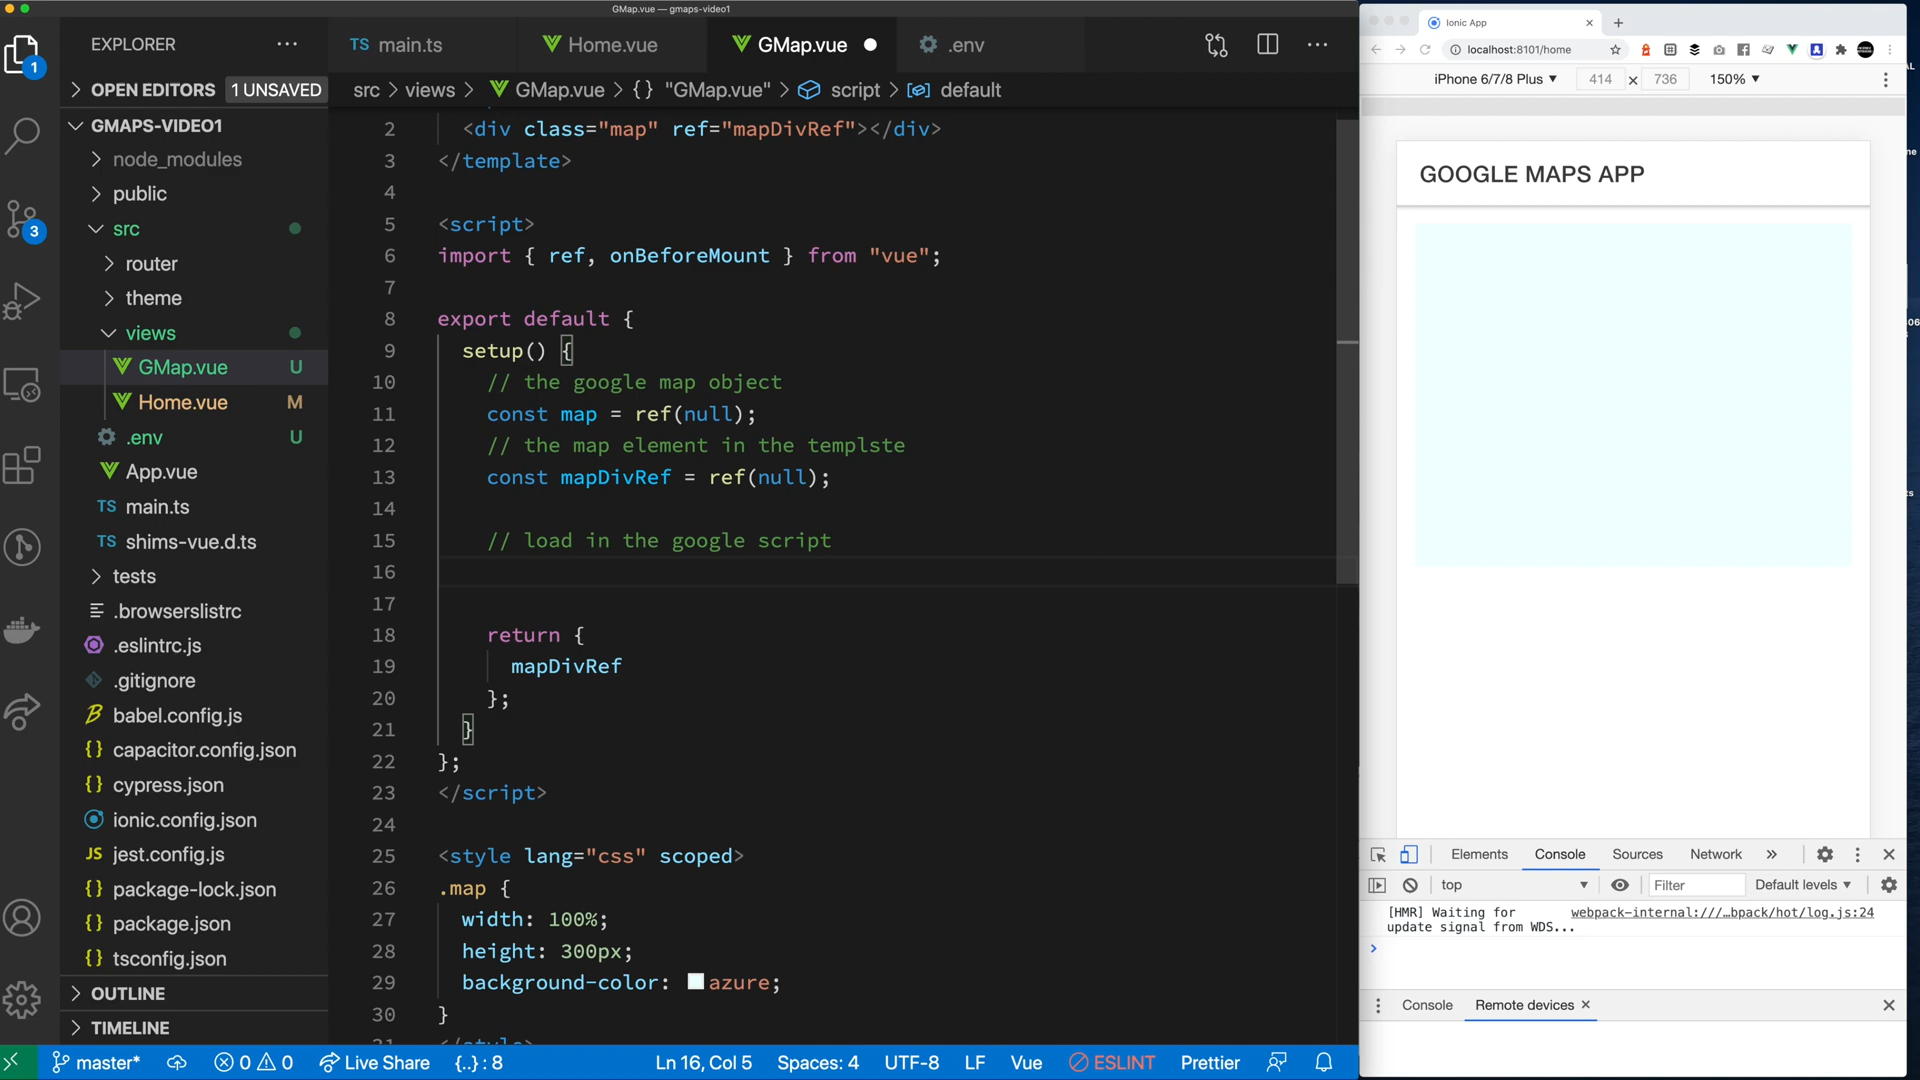 GMap.vue — gmaps-video1
EXPLORER
OPEN EDITORS 1 UNSAVED
GMAPS-VIDEO1
node_modules
public
src
router
theme
views
GMap.vue U
Home.vue M
.env U
App.vue
TS main.ts
TS shims-vue.d.ts
tests
.browserslistrc
.eslintrc.js
.gitignore
babel.config.js
{} capacitor.config.json
{} cypress.json
ionic.config.json
JS jest.config.js
{} package-lock.json
{} package.json
{} tsconfig.json
OUTLINE
TIMELINE
1
3
TS main.ts
Home.vue
GMap.vue
.env
src > views > GMap.vue > {} "GMap.vue" > script > default
2 <div class="map" ref="mapDivRef"></div>
3 </template>
4
5 <script>
6 import { ref, onBeforeMount } from "vue";
7
8 export default {
9 setup() {
10 // the google map object
11 const map = ref(null);
12 // the map element in the templste
13 const mapDivRef = ref(null);
14
15 // load in the google script
16
17
18 return {
19 mapDivRef
20 };
21 }
22 };
23 </script>
24
25 <style lang="css" scoped>
26 .map {
27 width: 100%;
28 height: 300px;
29 background-color: azure;
30 }
31 </style>
master* 0 0 Live Share {..} : 8 Ln 16, Col 5 Spaces: 4 UTF-8 LF Vue ESLINT Prettier
Ionic App
localhost:8101/home
iPhone 6/7/8 Plus 414 × 736 150%
GOOGLE MAPS APP
Elements Console Sources Network »
top Filter Default levels
[HMR] Waiting for webpack-internal:///…bpack/hot/log.js:24
update signal from WDS...
Console Remote devices